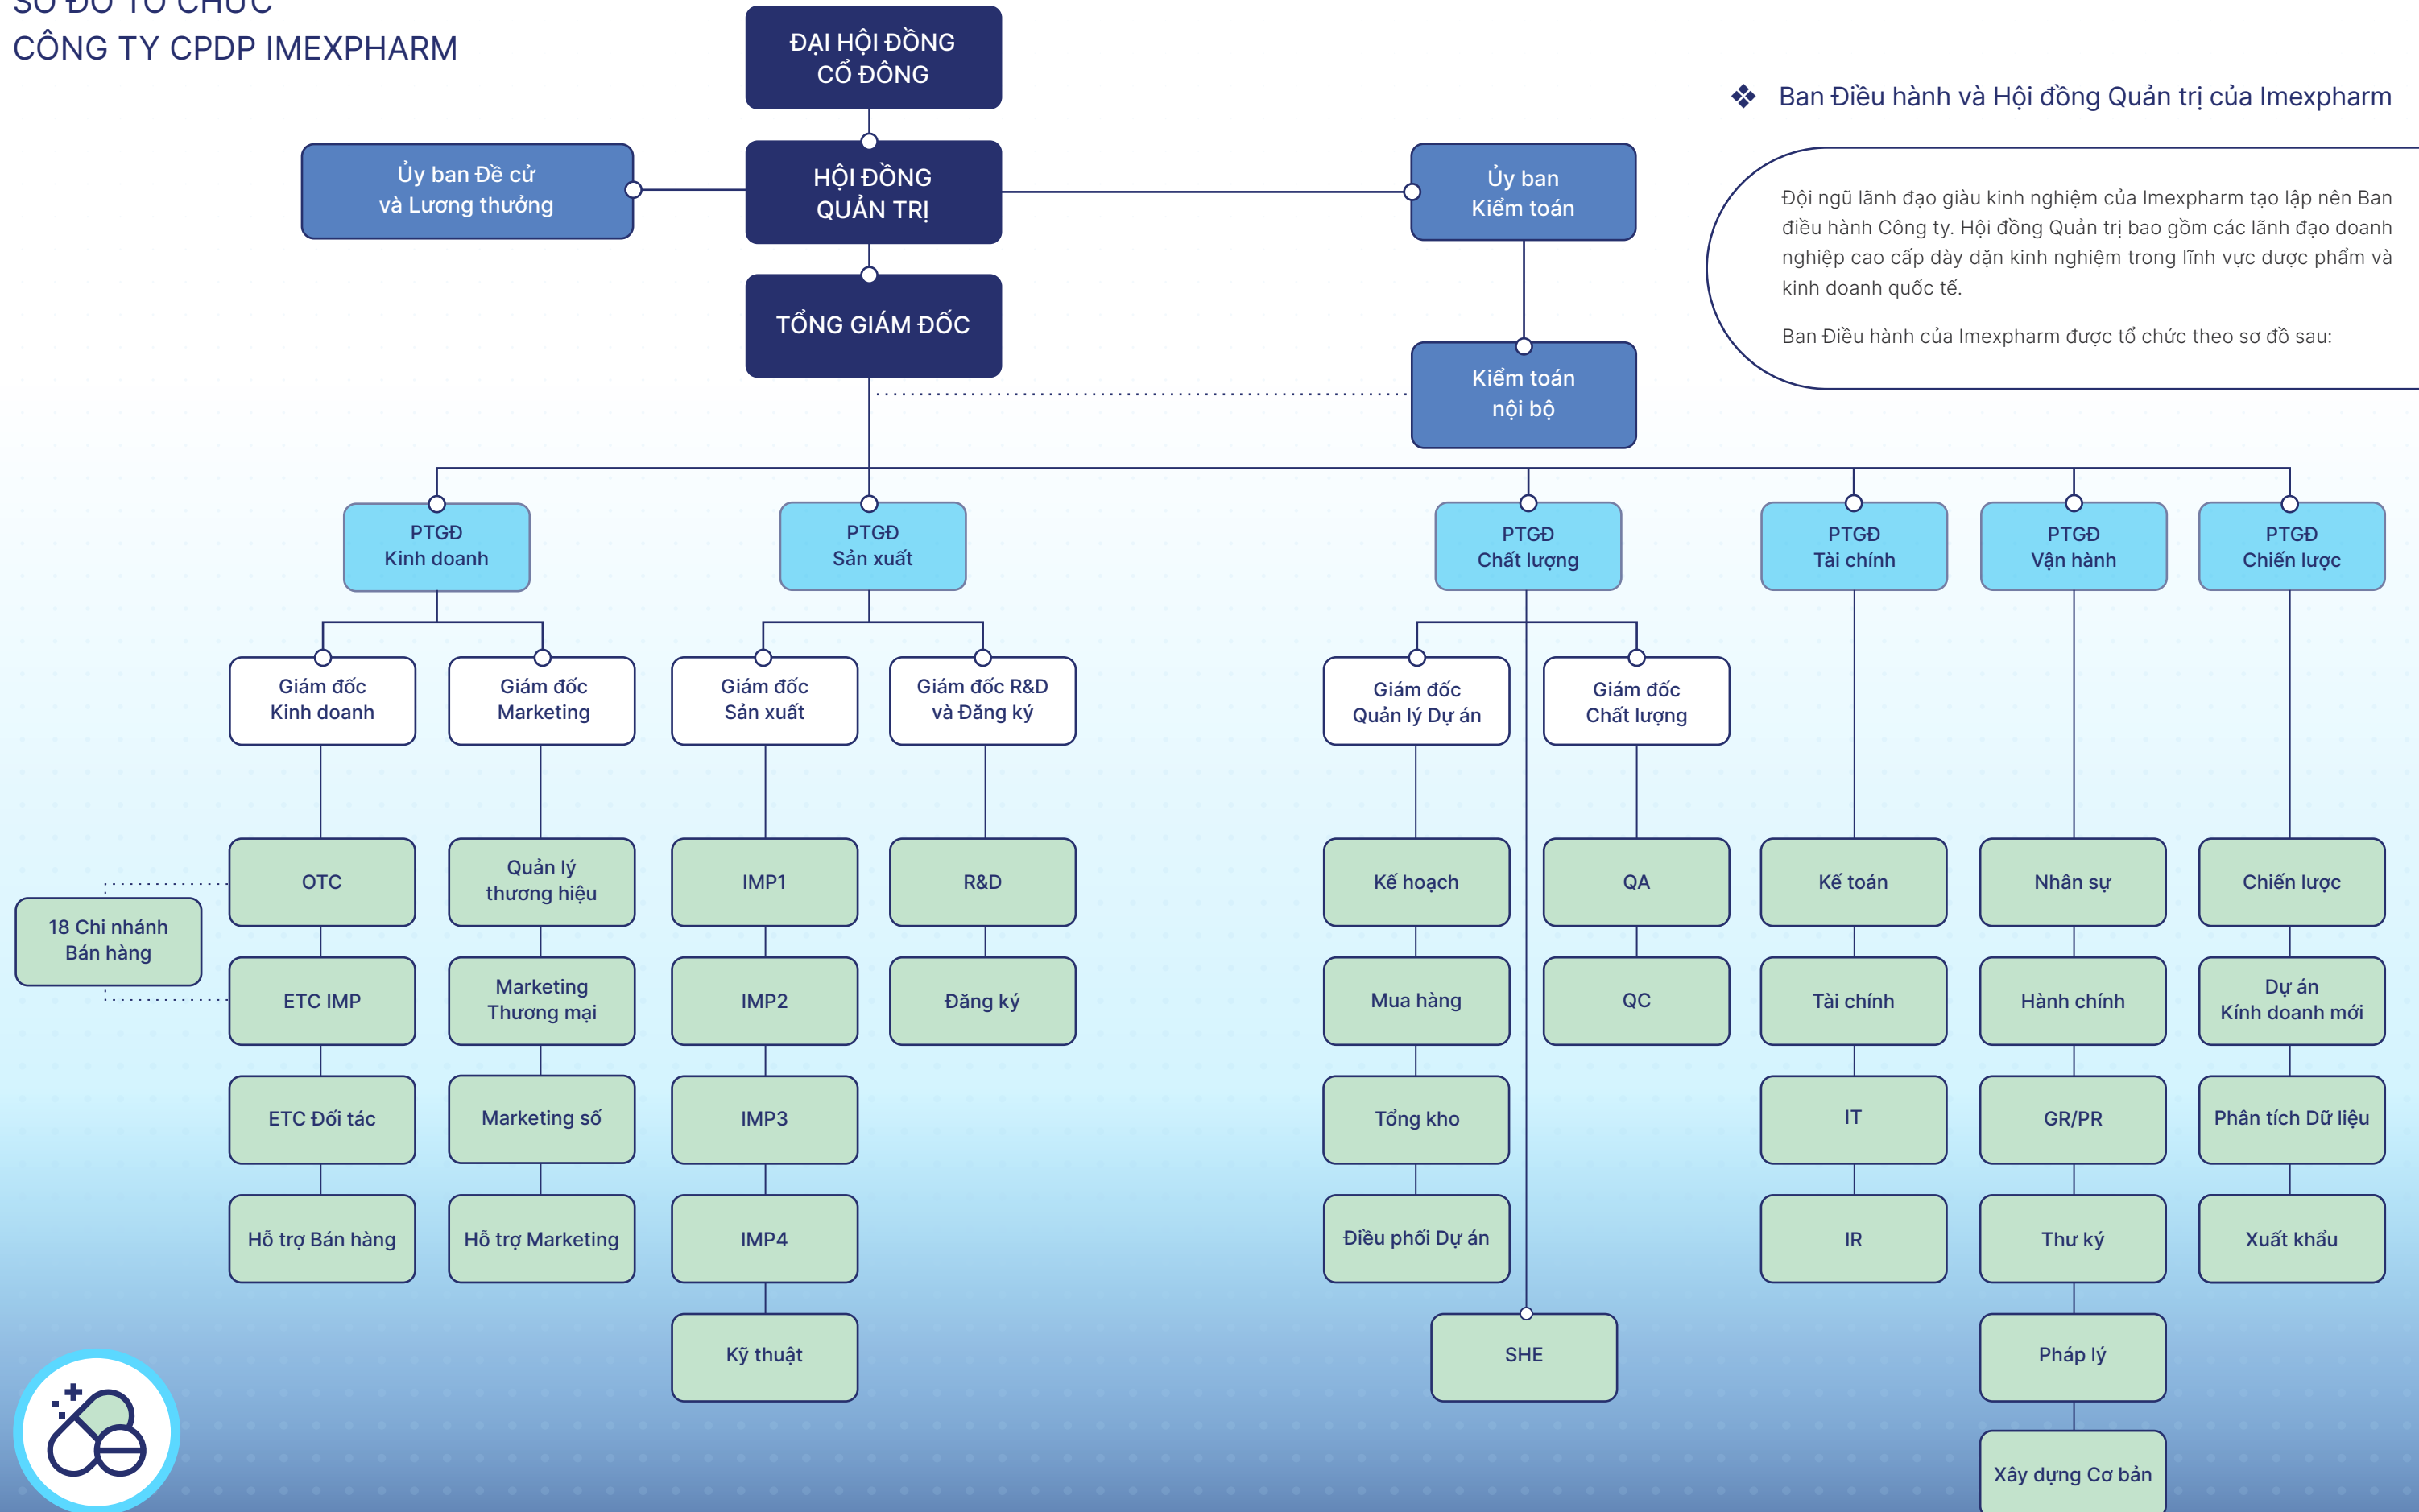 SƠ ĐỒ TỔ CHỨC
CÔNG TY CPDP IMEXPHARM
ĐẠI HỘI ĐỒNG
CỔ ĐÔNG
❖ Ban Điều hành và Hội đồng Quản trị của Imexpharm
Ủy ban Đề cử
và Lương thưởng
HỘI ĐỒNG
QUẢN TRỊ
Ủy ban
Kiểm toán
Đội ngũ lãnh đạo giàu kinh nghiệm của Imexpharm tạo lập nên Ban
điều hành Công ty. Hội đồng Quản trị bao gồm các lãnh đạo doanh
nghiệp cao cấp dày dặn kinh nghiệm trong lĩnh vực dược phẩm và
kinh doanh quốc tế.
Ban Điều hành của Imexpharm được tổ chức theo sơ đồ sau:
TỔNG GIÁM ĐỐC
Kiểm toán
nội bộ
PTGĐ
Kinh doanh
PTGĐ
Sản xuất
PTGĐ
Chất lượng
PTGĐ
Tài chính
PTGĐ
Vận hành
PTGĐ
Chiến lược
Giám đốc
Kinh doanh
Giám đốc
Marketing
Giám đốc
Sản xuất
Giám đốc R&D
và Đăng ký
Giám đốc
Quản lý Dự án
Giám đốc
Chất lượng
OTC
Quản lý
thương hiệu
IMP1
R&D
Kế hoạch
QA
Kế toán
Nhân sự
Chiến lược
18 Chi nhánh
Bán hàng
ETC IMP
Marketing
Thương mại
IMP2
Đăng ký
Mua hàng
QC
Tài chính
Hành chính
Dự án
Kính doanh mới
ETC Đối tác
Marketing số
IMP3
Tổng kho
IT
GR/PR
Phân tích Dữ liệu
Hỗ trợ Bán hàng
Hỗ trợ Marketing
IMP4
Điều phối Dự án
IR
Thư ký
Xuất khẩu
Kỹ thuật
SHE
Pháp lý
Xây dựng Cơ bản